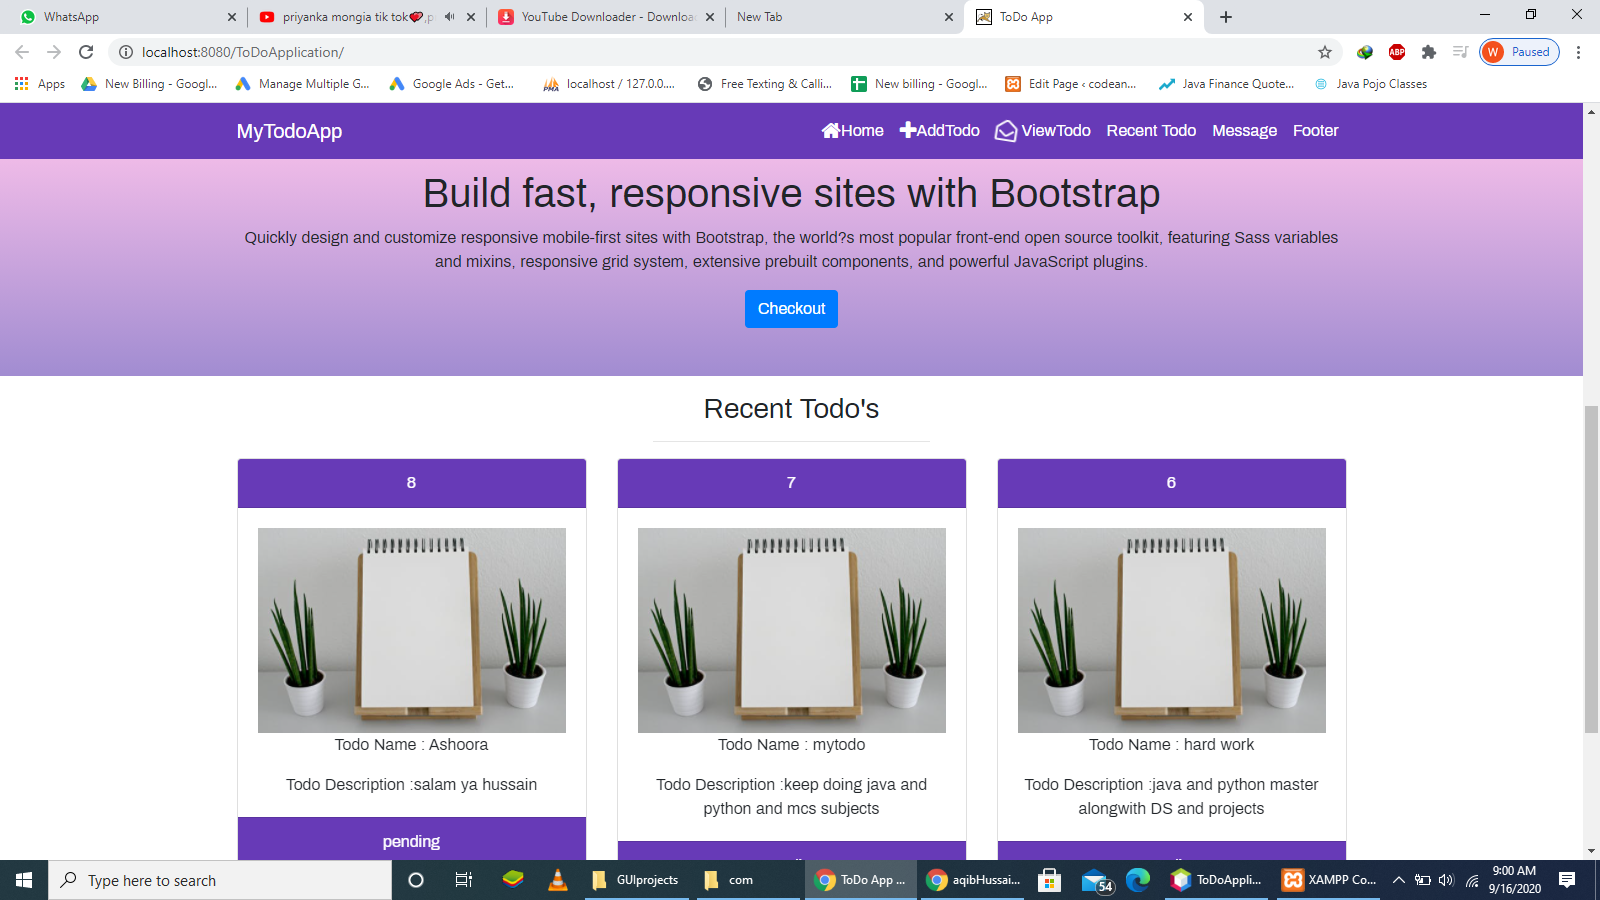 WhatsApp
priyanka mongia tik tok
YouTube Downloader - Downloa
New Tab
ToDo App
localhost:8080/ToDoApplication/
ABP
W Paused
Apps
New Billing - Googl...
Manage Multiple G...
Google Ads - Get...
localhost / 127.0.0....
Free Texting & Calli...
New billing - Googl...
Edit Page ‹ codean...
Java Finance Quote...
Java Pojo Classes
MyTodoApp
Home
AddTodo
ViewTodo
Recent Todo
Message
Footer
Build fast, responsive sites with Bootstrap
Quickly design and customize responsive mobile-first sites with Bootstrap, the world?s most popular front-end open source toolkit, featuring Sass variables
and mixins, responsive grid system, extensive prebuilt components, and powerful JavaScript plugins.
Checkout
Recent Todo's
8
Todo Name : Ashoora
Todo Description :salam ya hussain
pending
7
Todo Name : mytodo
Todo Description :keep doing java and
python and mcs subjects
6
Todo Name : hard work
Todo Description :java and python master
alongwith DS and projects
Type here to search
GUIprojects
com
ToDo App ...
aqibHussai...
54
ToDoAppli...
XAMPP Co...
9:00 AM
9/16/2020